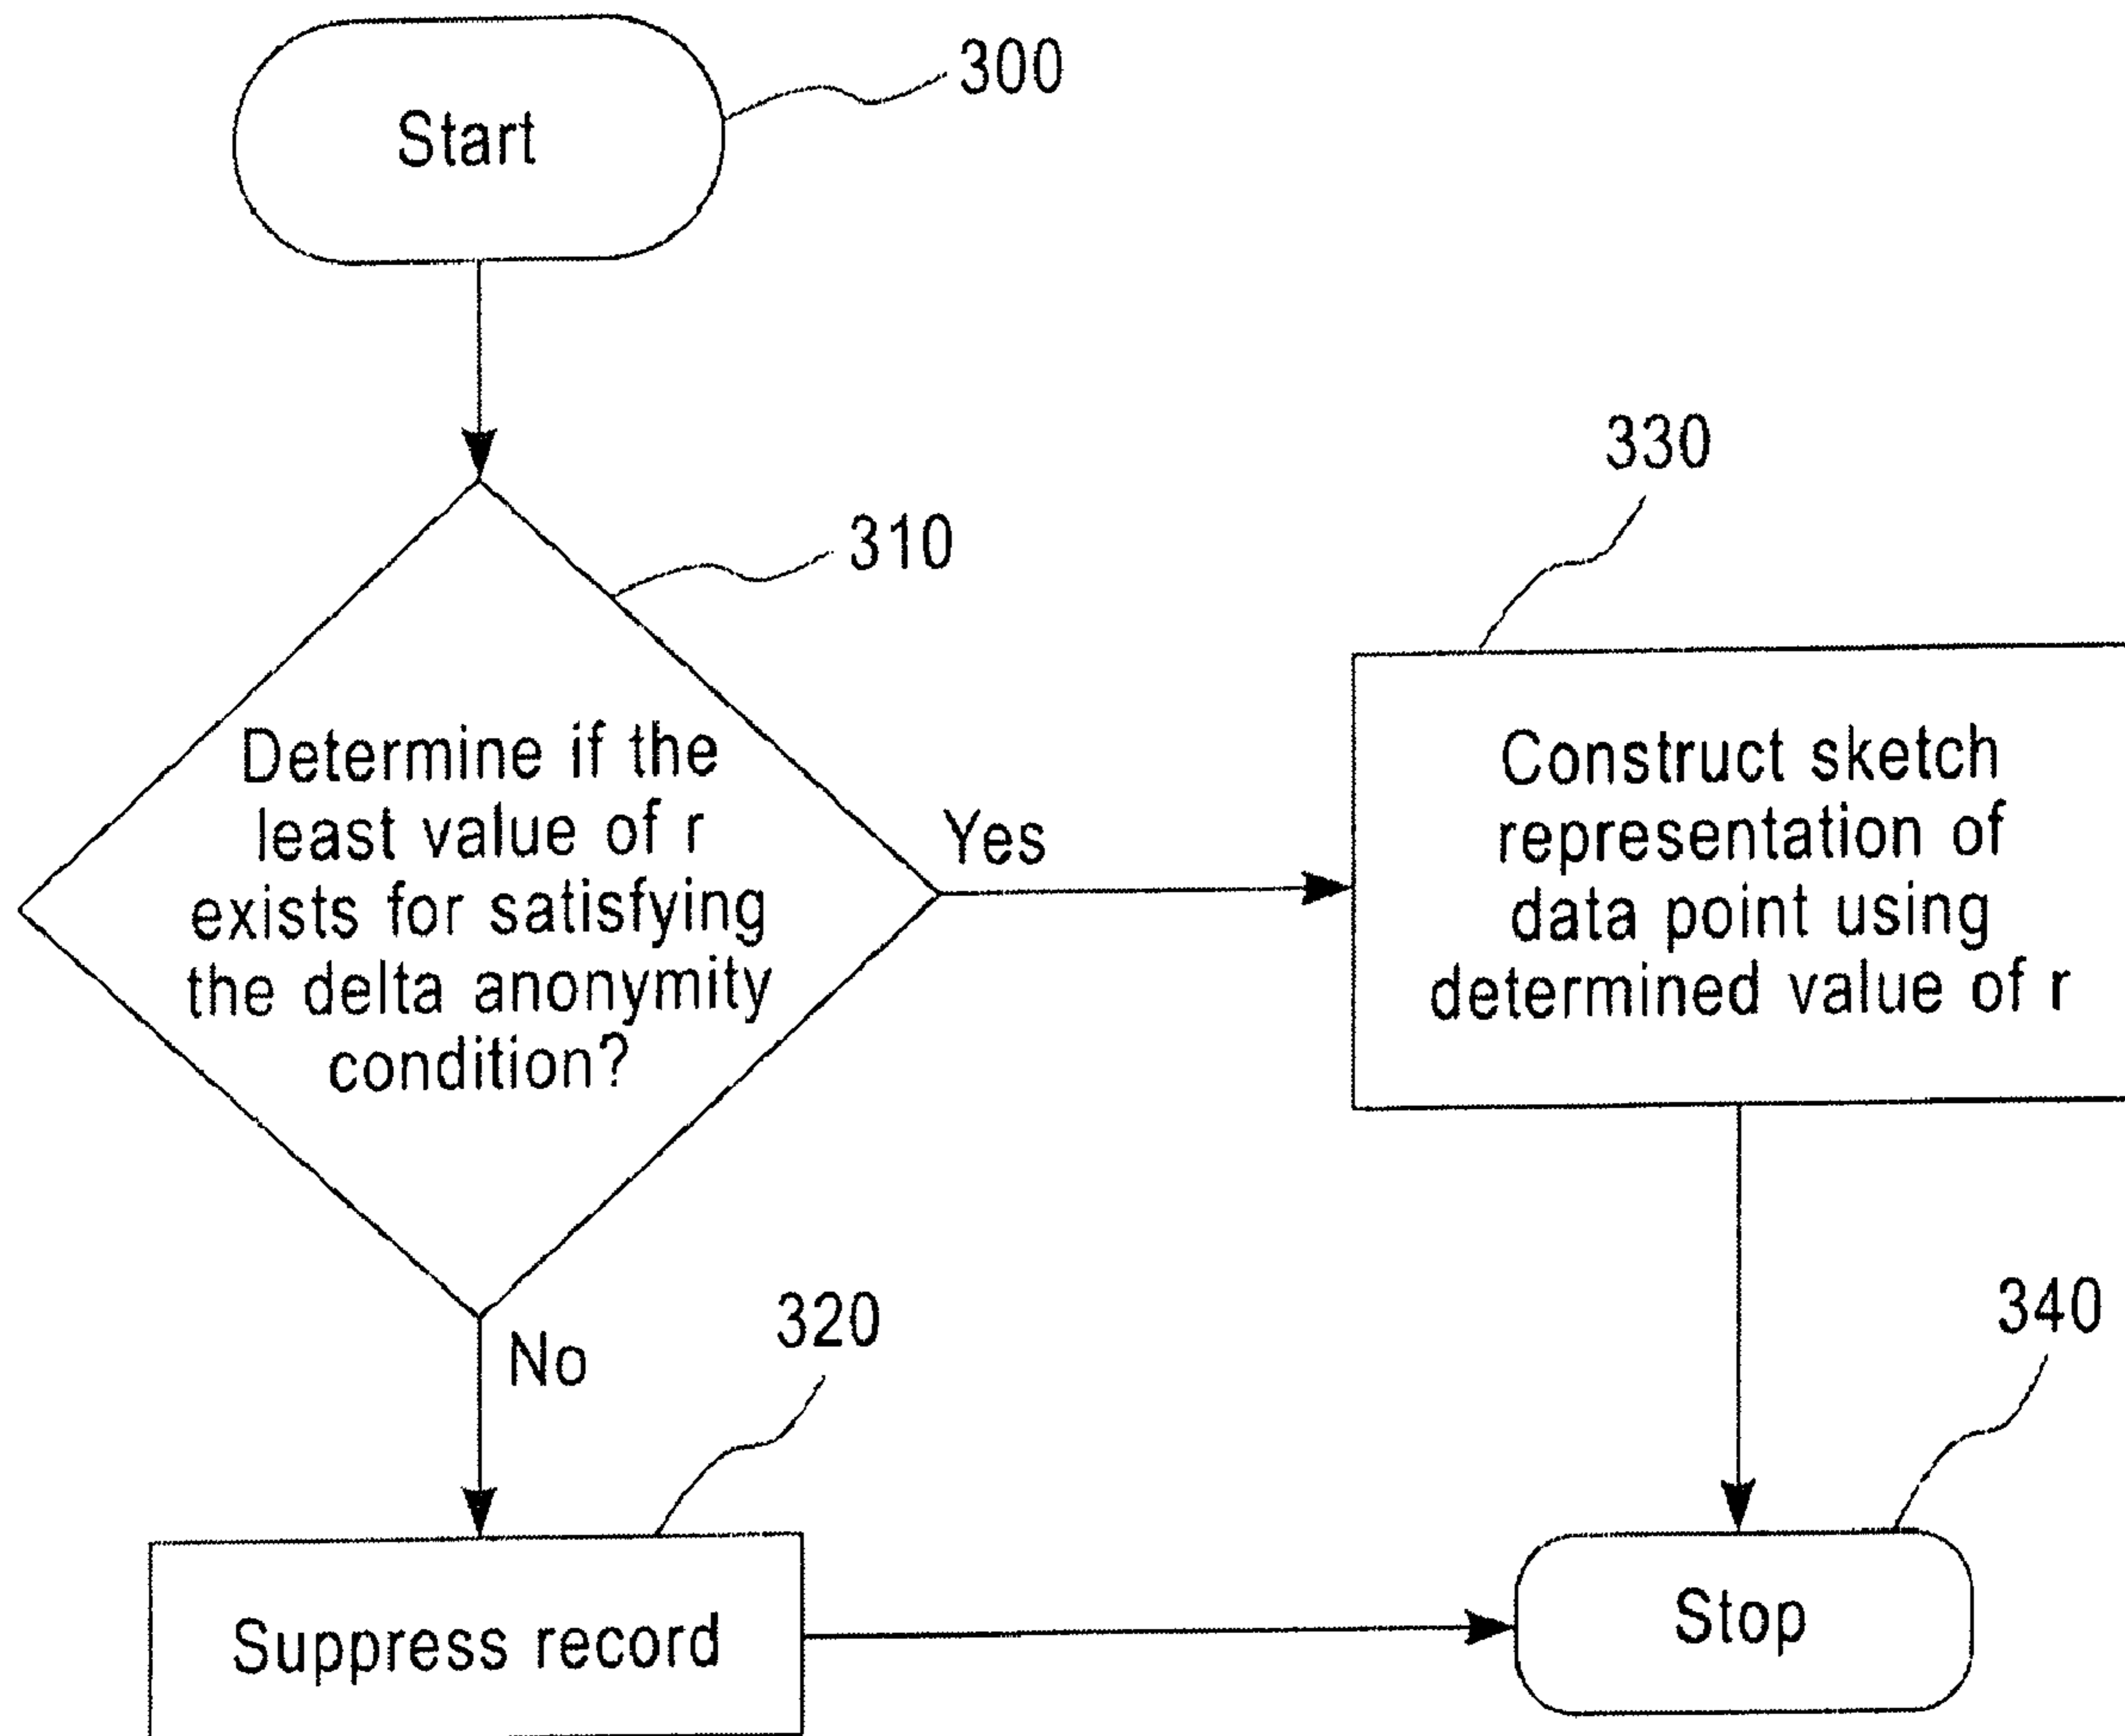 Start
300
310
Determine if the
least value of r
exists for satisfying
the delta anonymity
condition?
Yes
330
Construct sketch
representation of
data point using
determined value of r
No
320
Suppress record
340
Stop